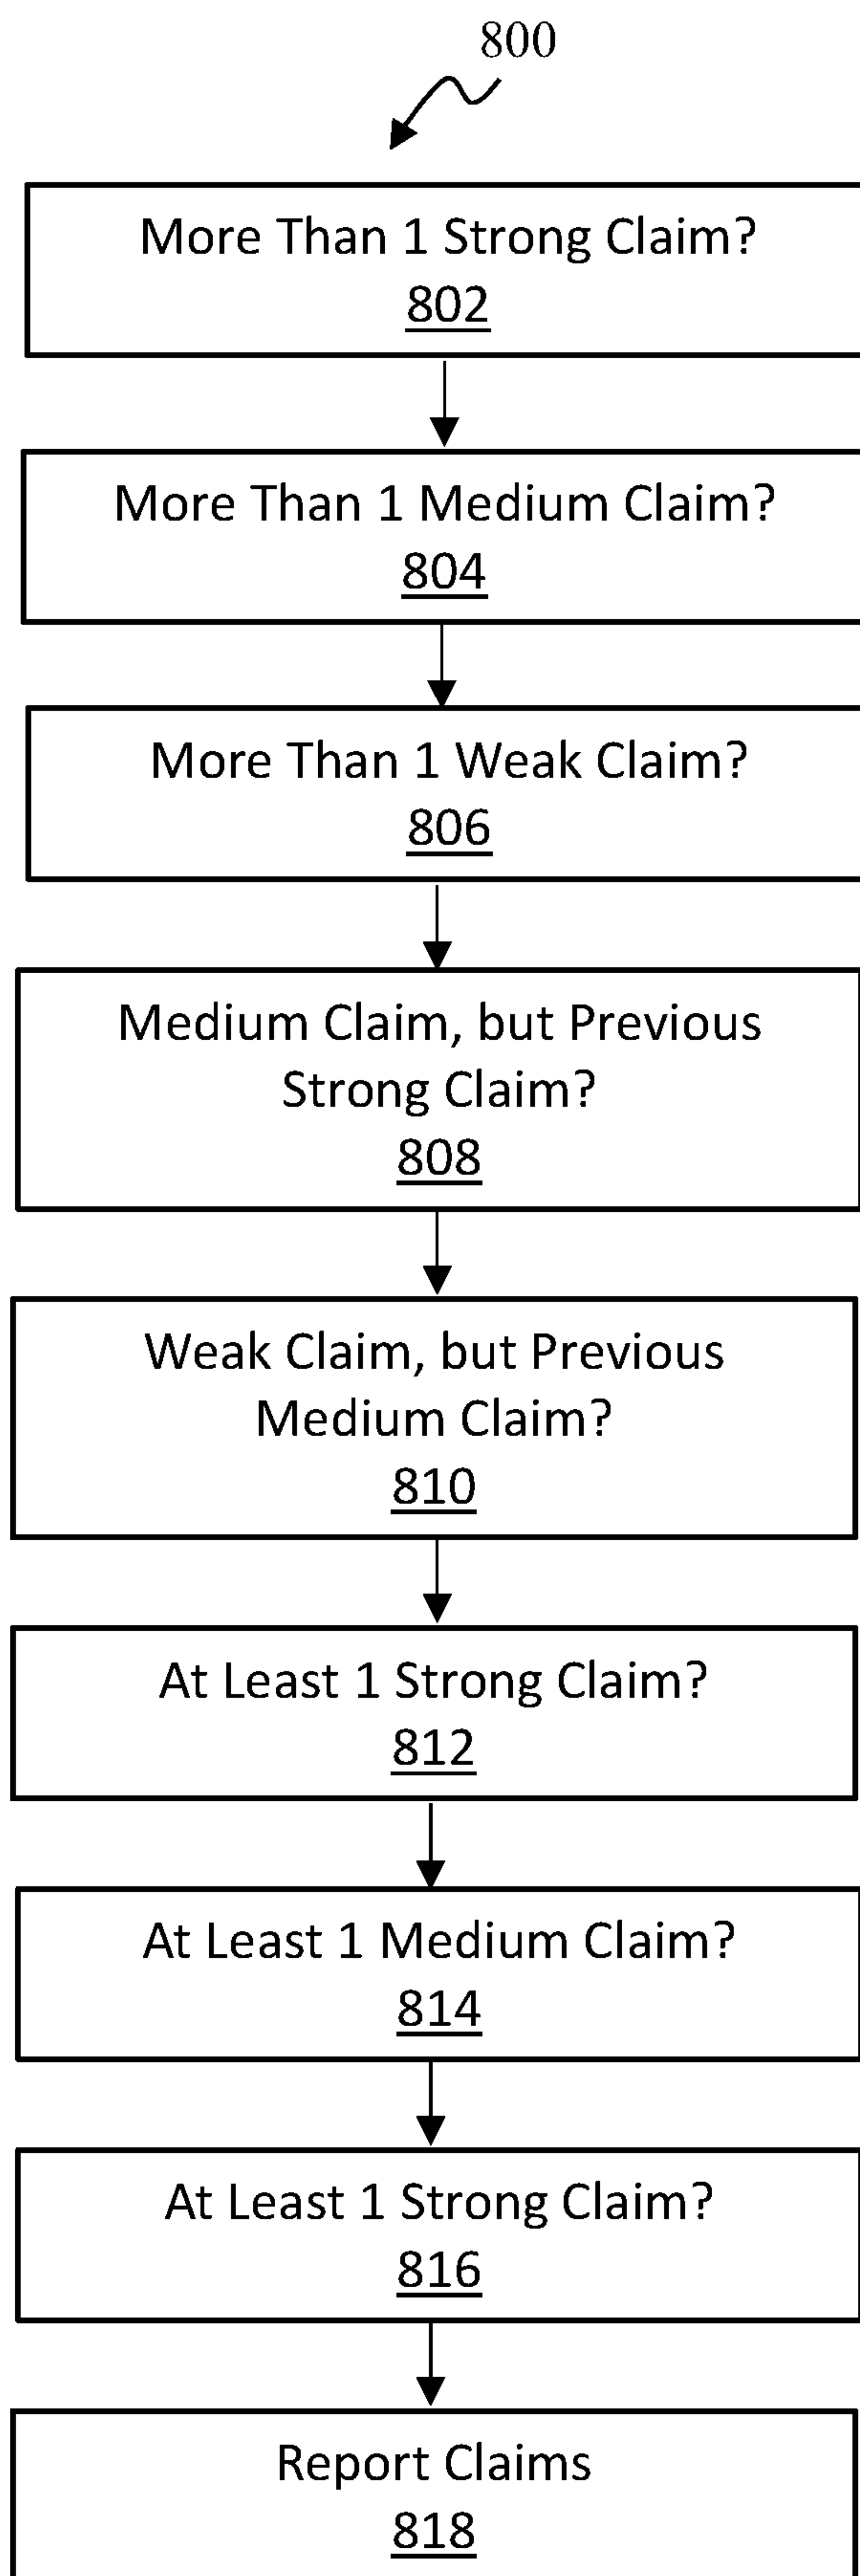 800
More Than 1 Strong Claim?
802
More Than 1 Medium Claim?
804
More Than 1 Weak Claim?
806
Medium Claim, but Previous
Strong Claim?
808
Weak Claim, but Previous
Medium Claim?
810
At Least 1 Strong Claim?
812
At Least 1 Medium Claim?
814
At Least 1 Strong Claim?
816
Report Claims
818